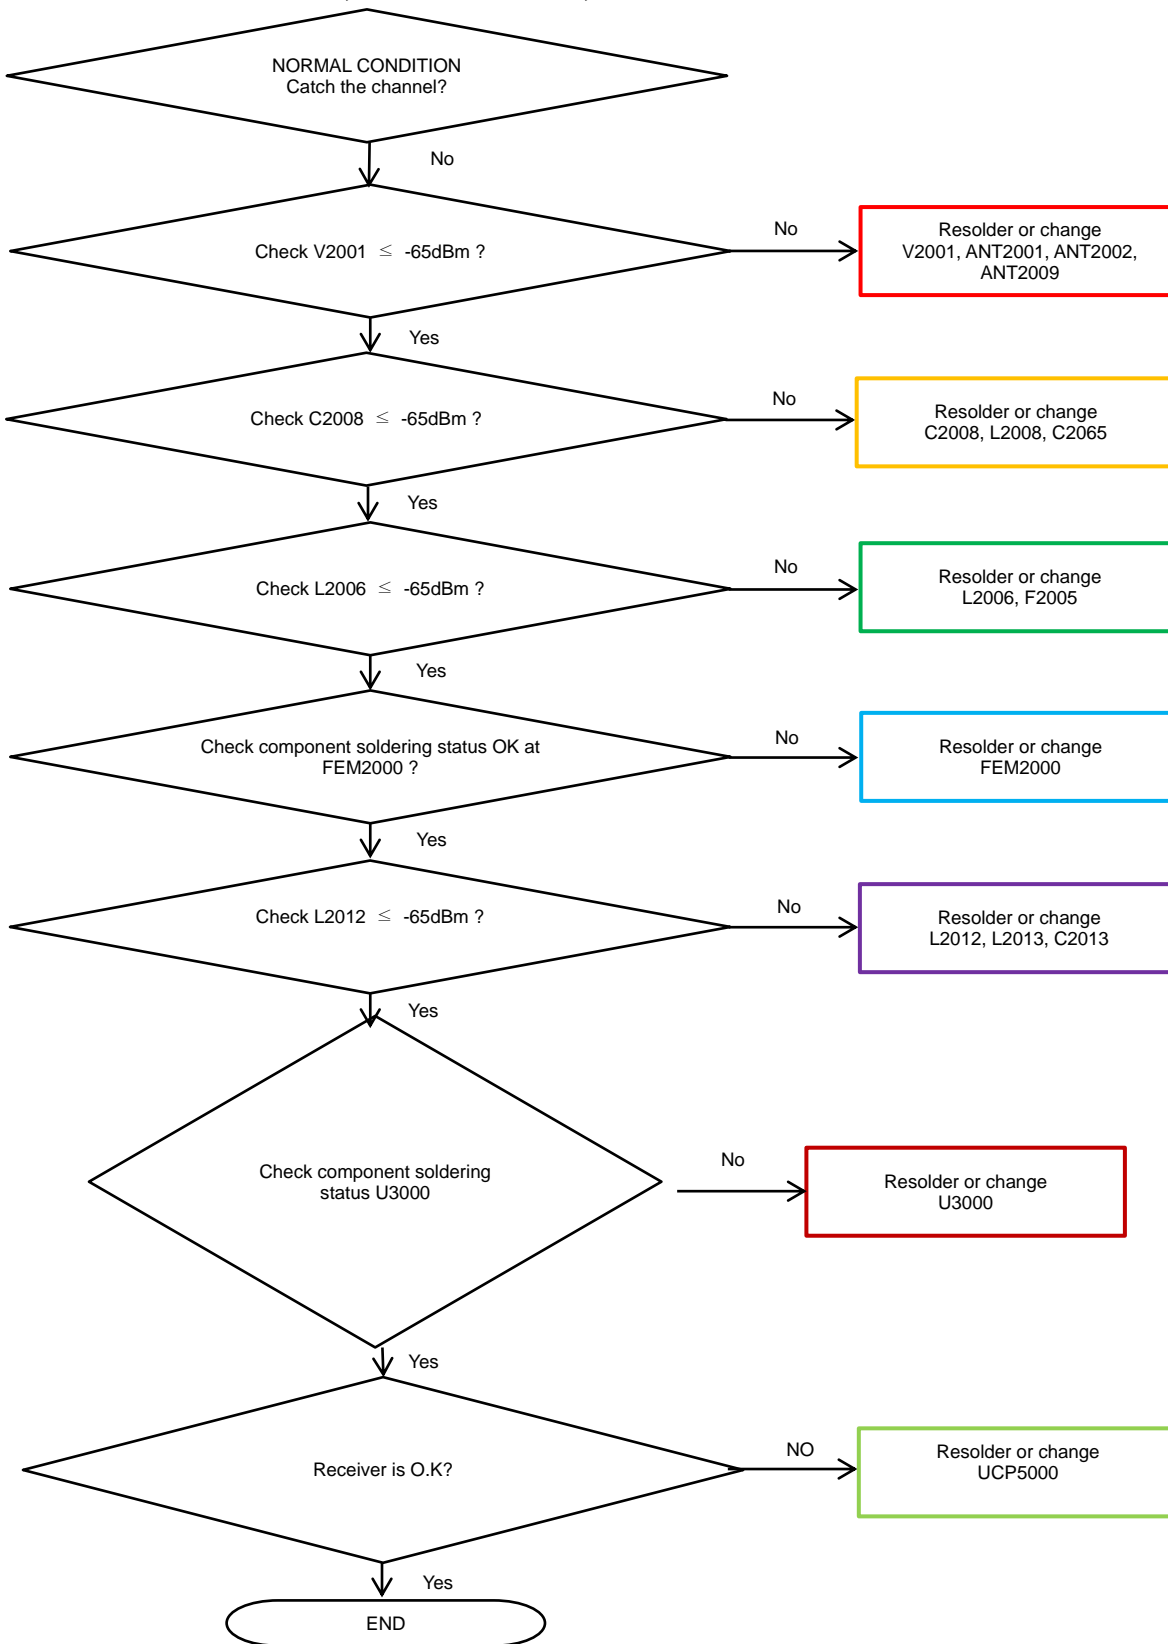 NORMAL CONDITION
Catch the channel?
No
Check V2001 ≤ -65dBm ?
No
Resolder or change
V2001, ANT2001, ANT2002,
ANT2009
Yes
Check C2008 ≤ -65dBm ?
No
Resolder or change
C2008, L2008, C2065
Yes
Check L2006 ≤ -65dBm ?
No
Resolder or change
L2006, F2005
Yes
Check component soldering status OK at
FEM2000 ?
No
Resolder or change
FEM2000
Yes
Check L2012 ≤ -65dBm ?
No
Resolder or change
L2012, L2013, C2013
Yes
Check component soldering
status U3000
No
Resolder or change
U3000
Yes
Receiver is O.K?
NO
Resolder or change
UCP5000
Yes
END